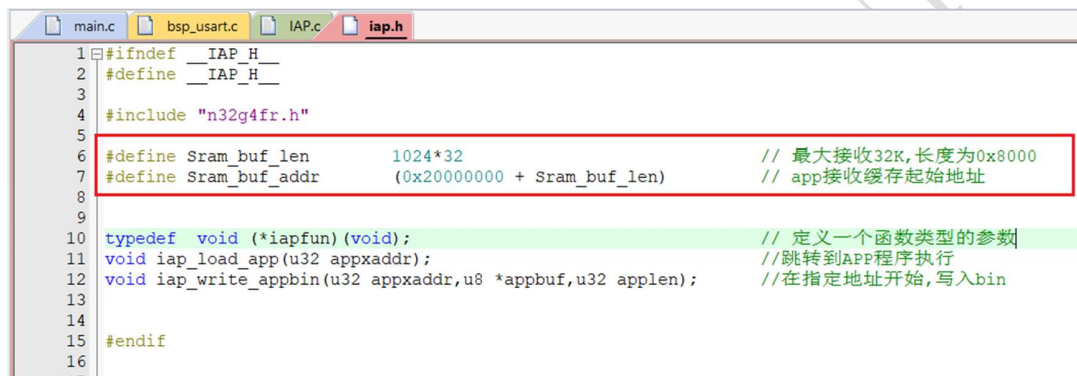 main.c bsp_usart.c IAP.c iap.h
1 #ifndef __IAP_H__
2 #define __IAP_H__
3
4 #include "n32g4fr.h"
5
6 #define Sram_buf_len 1024*32 // 最大接收32K,长度为0x8000
7 #define Sram_buf_addr (0x20000000 + Sram_buf_len) // app接收缓存起始地址
8
9
10 typedef void (*iapfun)(void); // 定义一个函数类型的参数
11 void iap_load_app(u32 appxaddr); //跳转到APP程序执行
12 void iap_write_appbin(u32 appxaddr,u8 *appbuf,u32 applen); //在指定地址开始,写入bin
13
14
15 #endif
16